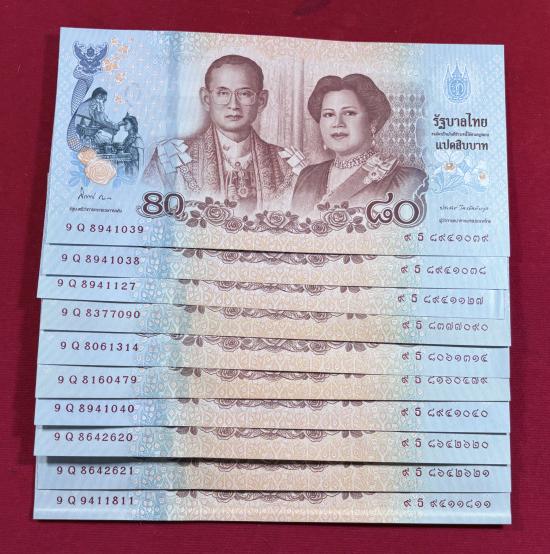 รัฐบาลไทย
แปดสิบบาท
80 ๘๐
9 Q 8941039 ๙ วิ ๘๙๔๑๐๓๙
9 Q 8941038 ๙ วิ ๘๙๔๑๐๓๘
9 Q 8941127 ๙ วิ ๘๙๔๑๑๒๗
9 Q 8377090 ๙ วิ ๘๓๗๗๐๙๐
9 Q 8061314 ๙ วิ ๘๐๖๑๓๑๔
9 Q 8160479 ๙ วิ ๘๑๖๐๔๗๙
9 Q 8941040 ๙ วิ ๘๙๔๑๐๔๐
9 Q 8642620 ๙ วิ ๘๖๔๒๖๒๐
9 Q 8642621 ๙ วิ ๘๖๔๒๖๒๑
9 Q 9411811 ๙ วิ ๙๔๑๑๘๑๑